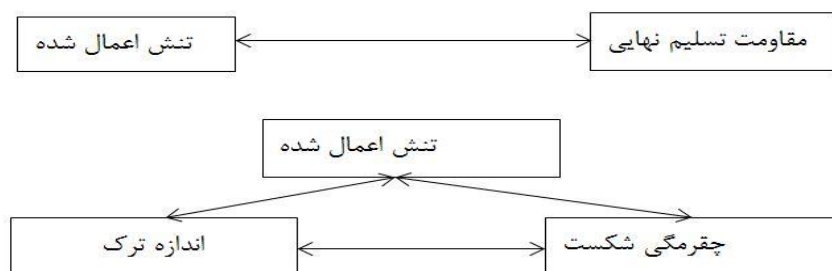 مقاومت تسلیم نهایی
تنش اعمال شده
تنش اعمال شده
چقرمگی شکست
اندازه ترک